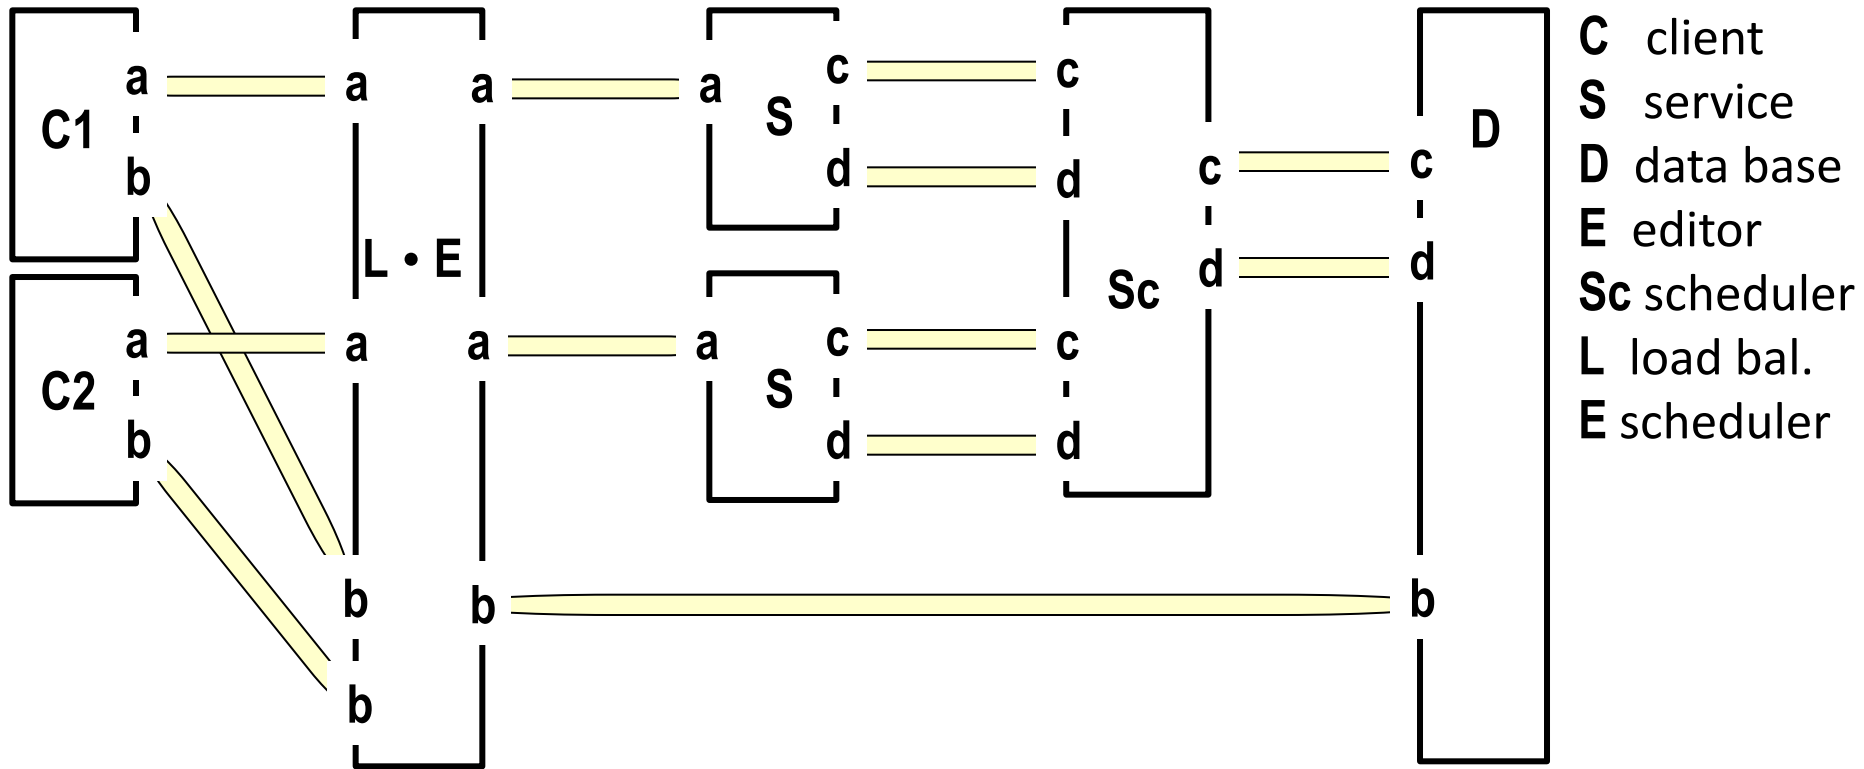 a
C1
b
a
C2
b
a
a
L • E
a
a
b
b
b
a
S
c
d
a
S
c
d
c
d
c
d
Sc
c
d
D
c
d
b
C client
S service
D data base
E editor
Sc scheduler
L load bal.
E scheduler